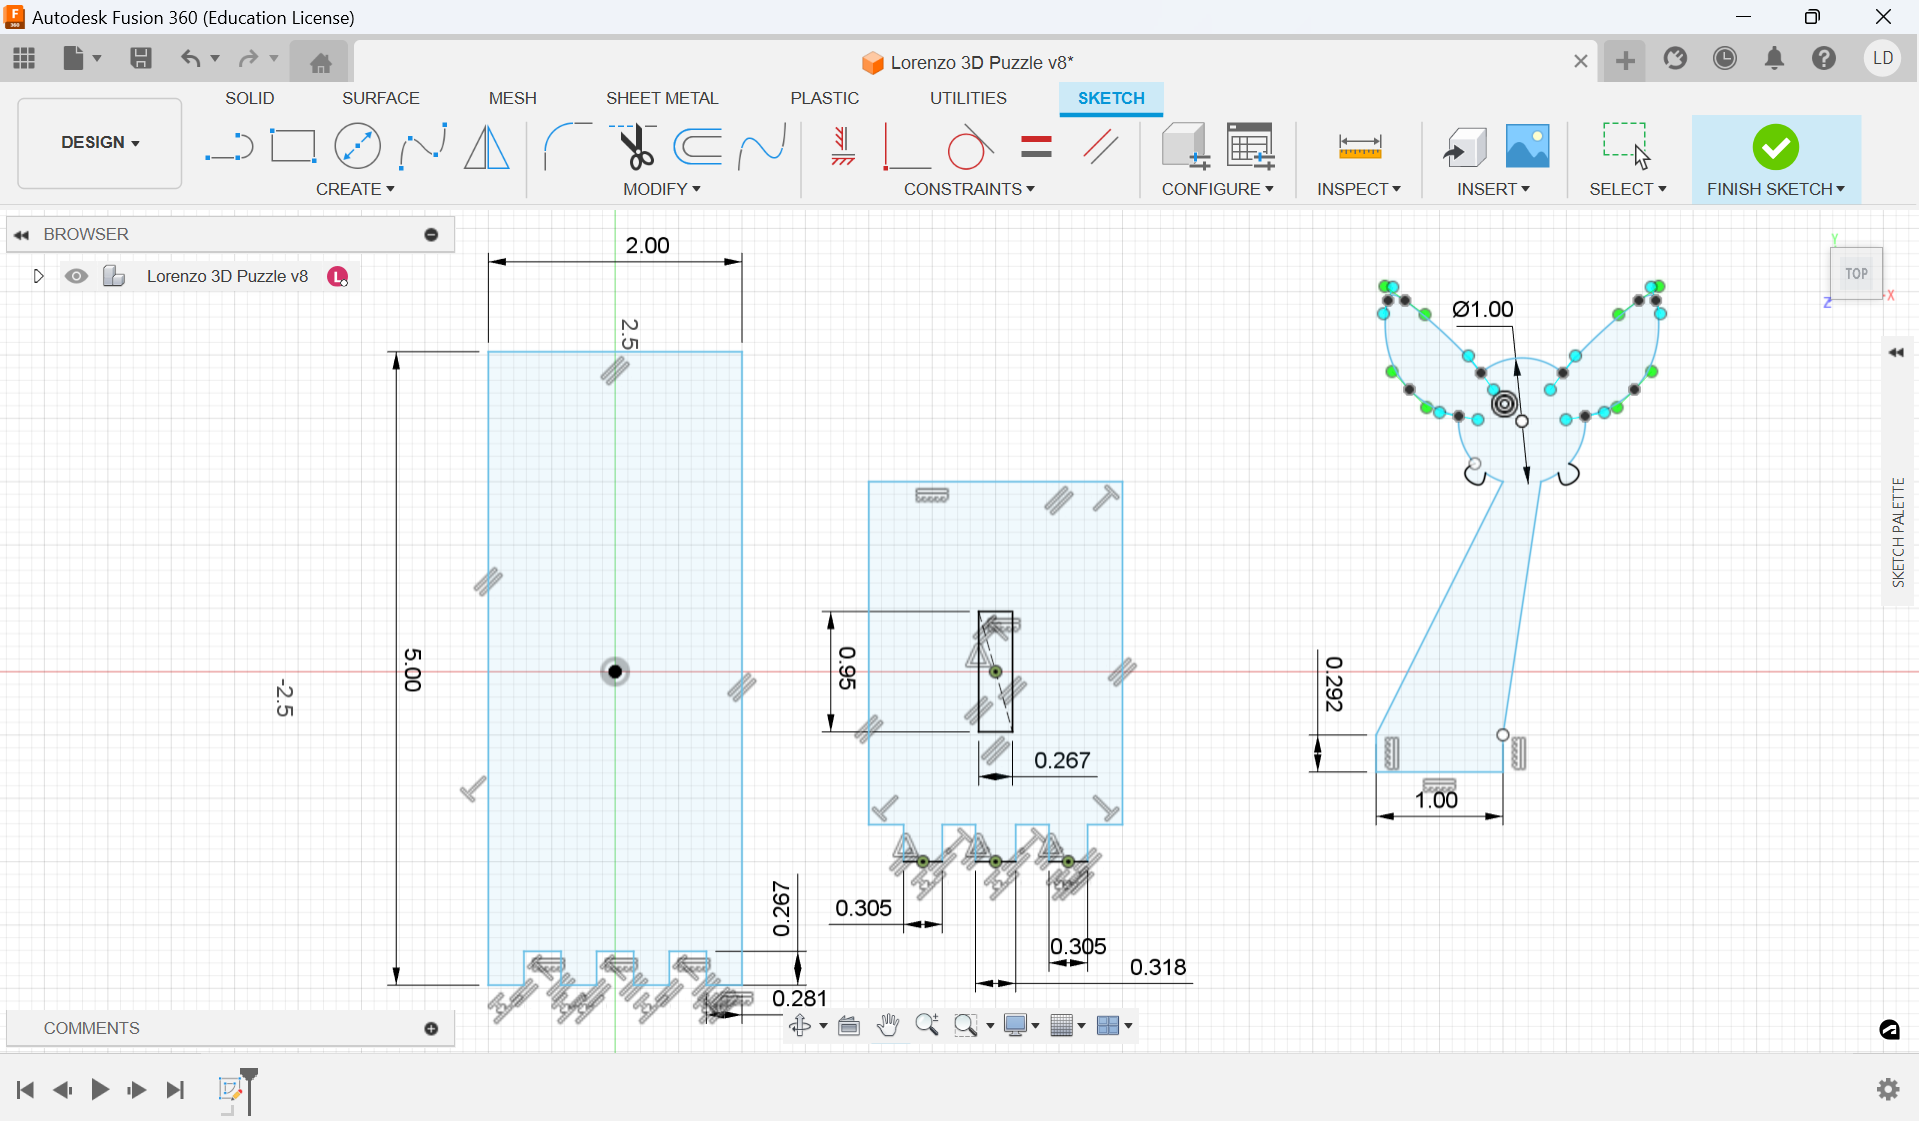 Autodesk Fusion 360 (Education License)
Lorenzo 3D Puzzle v8*
LD
DESIGN
SOLID
SURFACE
MESH
SHEET METAL
PLASTIC
UTILITIES
SKETCH
CREATE
MODIFY
CONSTRAINTS
CONFIGURE
INSPECT
INSERT
SELECT
FINISH SKETCH
BROWSER
Lorenzo 3D Puzzle v8
L
2.00
2.5
5.00
-2.5
0.267
0.281
0.95
0.267
0.305
0.305
0.318
Ø1.00
0.292
1.00
Y
TOP
X
Z
SKETCH PALETTE
COMMENTS